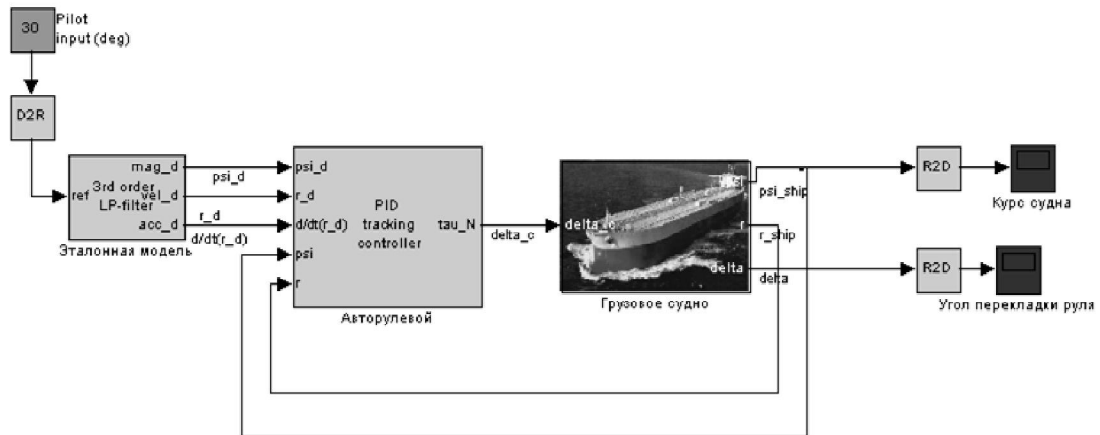 30
Pilot
input (deg)
D2R
ref
3rd order
LP-filter
mag_d
vel_d
acc_d
Эталонная модель
psi_d
r_d
d/dt(r_d)
psi_d
r_d
d/dt(r_d)
psi
r
PID
tracking
controller
tau_N
Авторулевой
delta_c
delta_c
r
delta
Грузовое судно
psi_ship
r_ship
delta
R2D
Курс судна
R2D
Угол перекладки рула